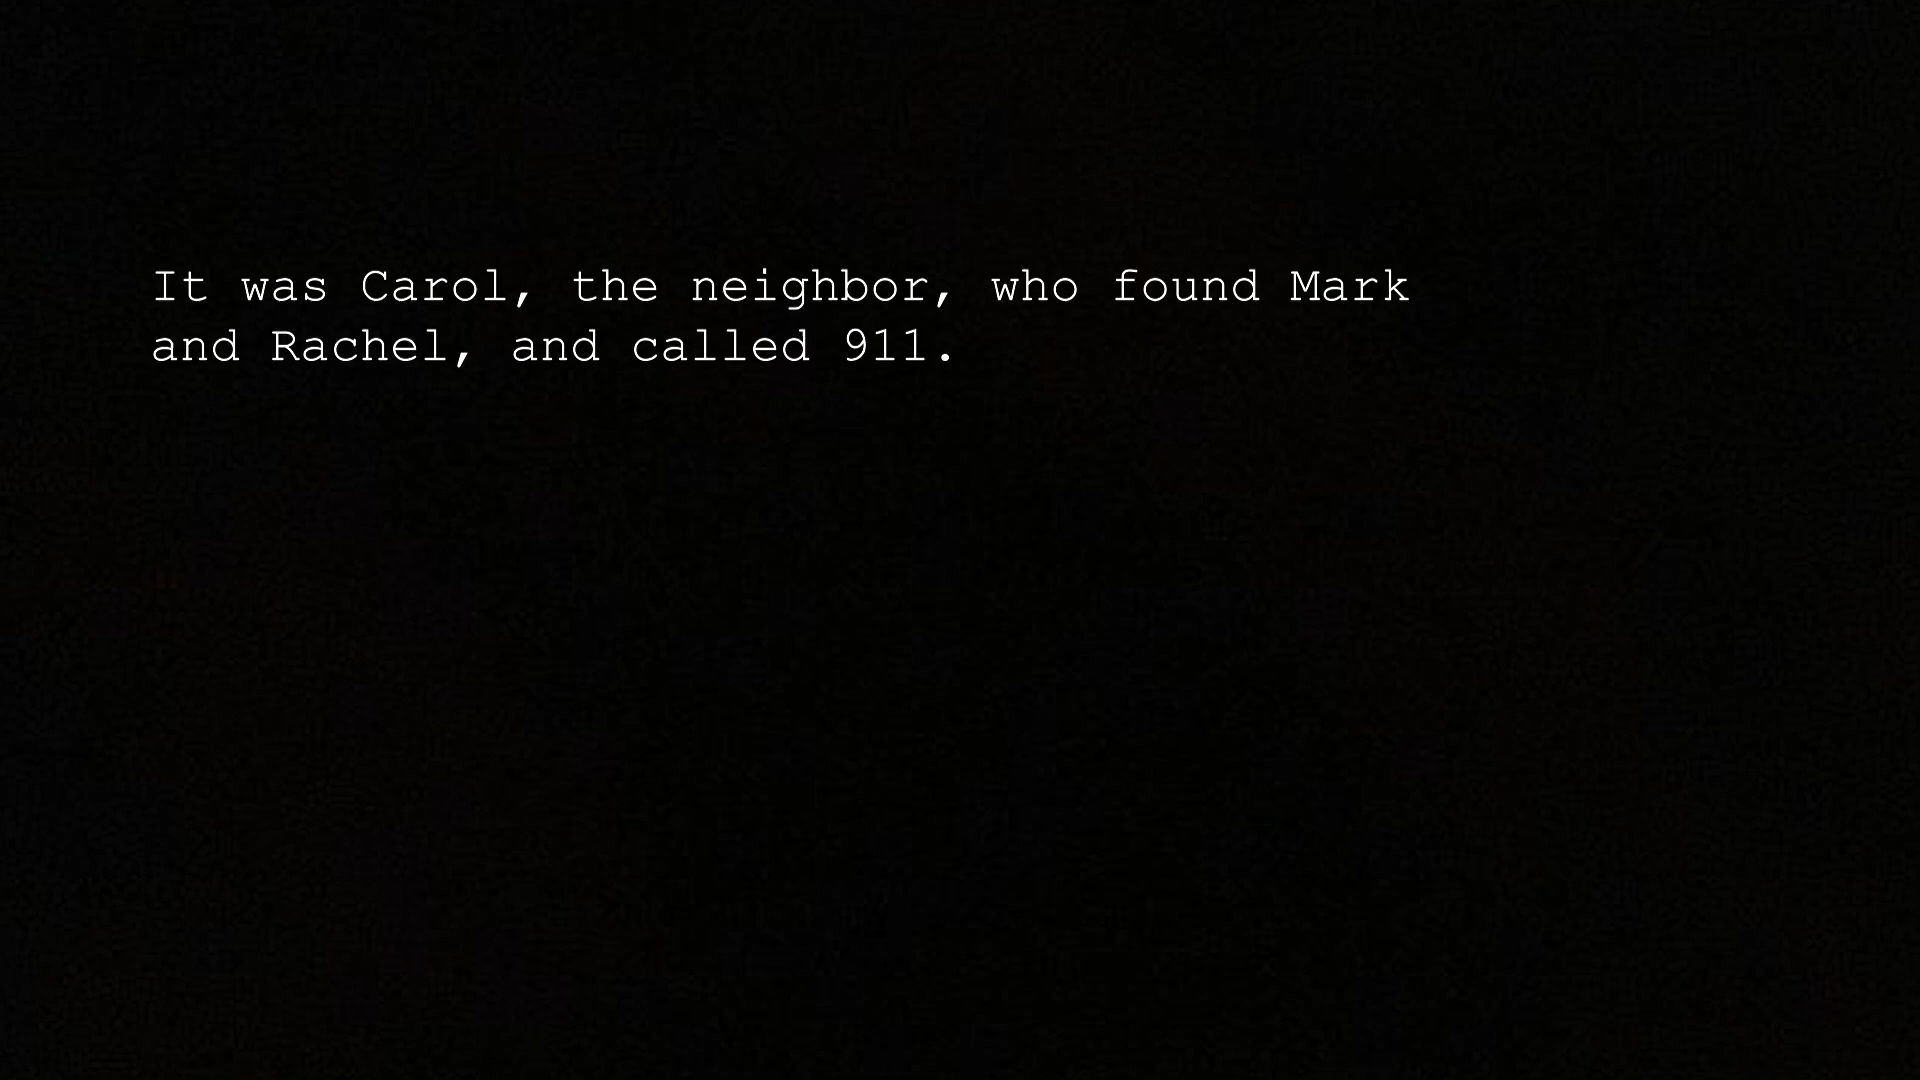 It was Carol, the neighbor, who found Mark
and Rachel, and called 911.